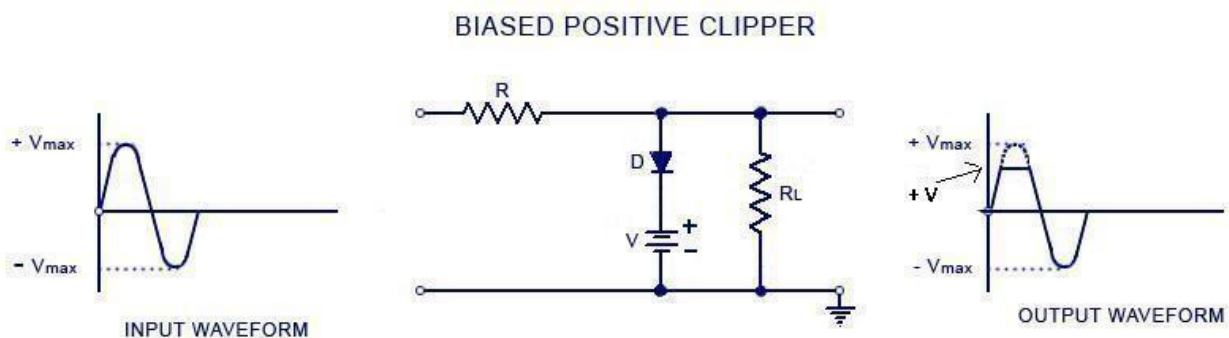 BIASED POSITIVE CLIPPER
+ Vmax
- Vmax
INPUT WAVEFORM
R
D
V
+
-
RL
+ Vmax
+ V
- Vmax
OUTPUT WAVEFORM